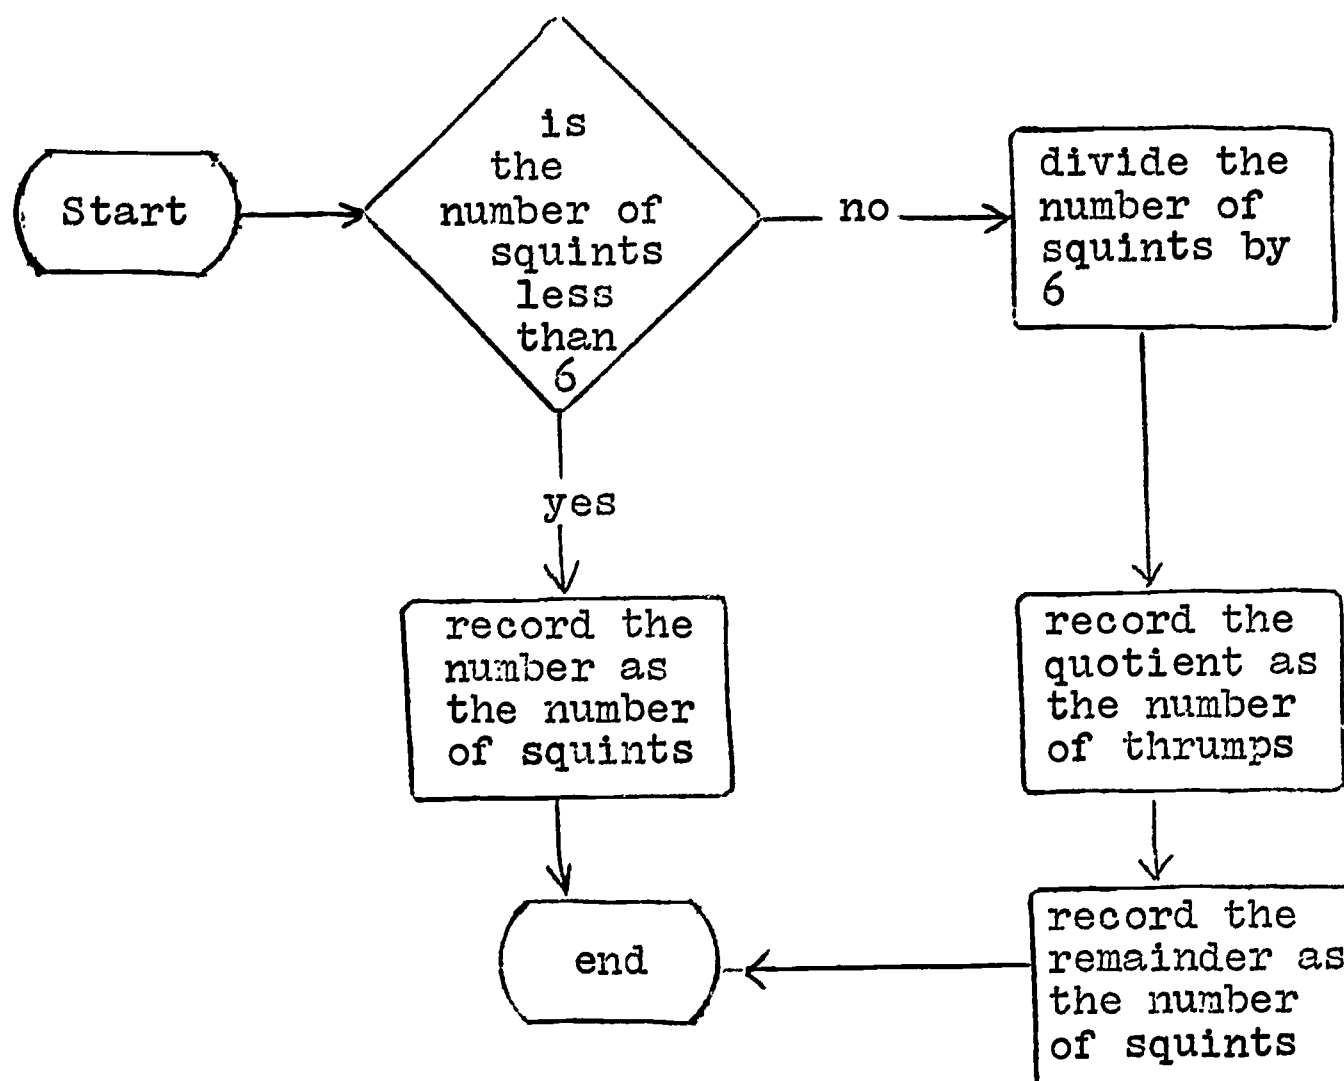 Start
is
the
number of
squints
less
than
6
no
divide the
number of
squints by
6
yes
record the
number as
the number
of squints
record the
quotient as
the number
of thrumps
end
record the
remainder as
the number
of squints